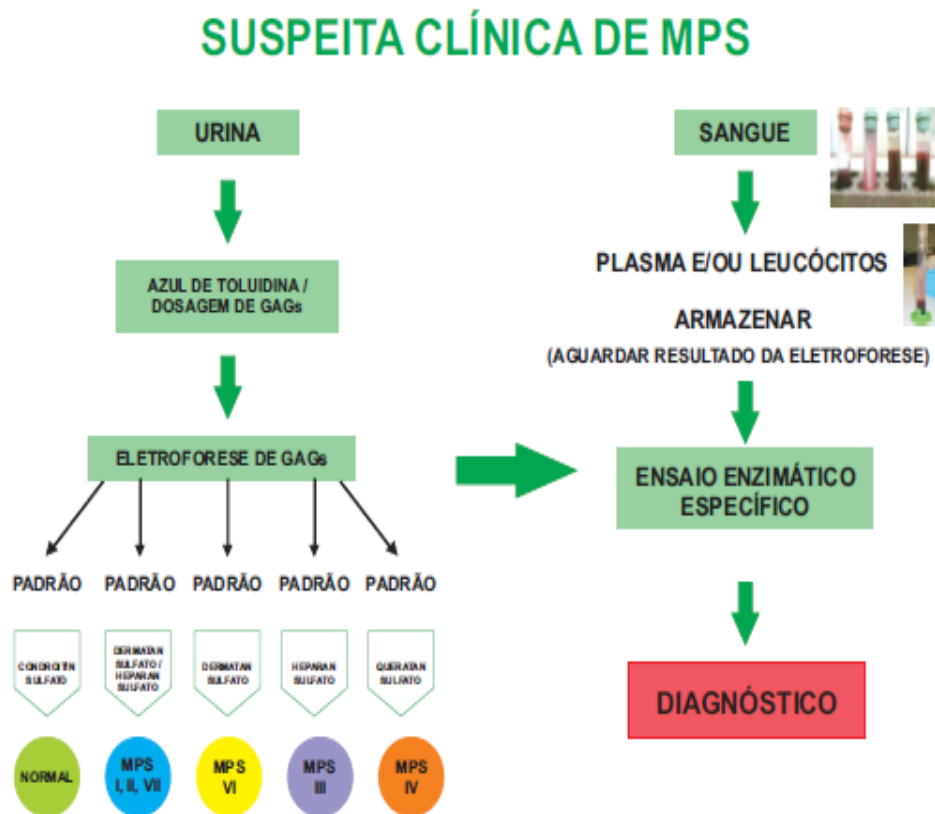 SUSPEITA CLÍNICA DE MPS
URINA
AZUL DE TOLUIDINA /
DOSAGEM DE GAGs
ELETROFORESE DE GAGs
PADRÃO
PADRÃO
PADRÃO
PADRÃO
PADRÃO
CONDROITIN
SULFATO
DERMATAN
SULFATO /
HEPARAN
SULFATO
DERMATAN
SULFATO
HEPARAN
SULFATO
QUERATAN
SULFATO
NORMAL
MPS
I, II, VII
MPS
VI
MPS
III
MPS
IV
SANGUE
PLASMA E/OU LEUCÓCITOS
ARMAZENAR
(AGUARDAR RESULTADO DA ELETROFORESE)
ENSAIO ENZIMÁTICO
ESPECÍFICO
DIAGNÓSTICO